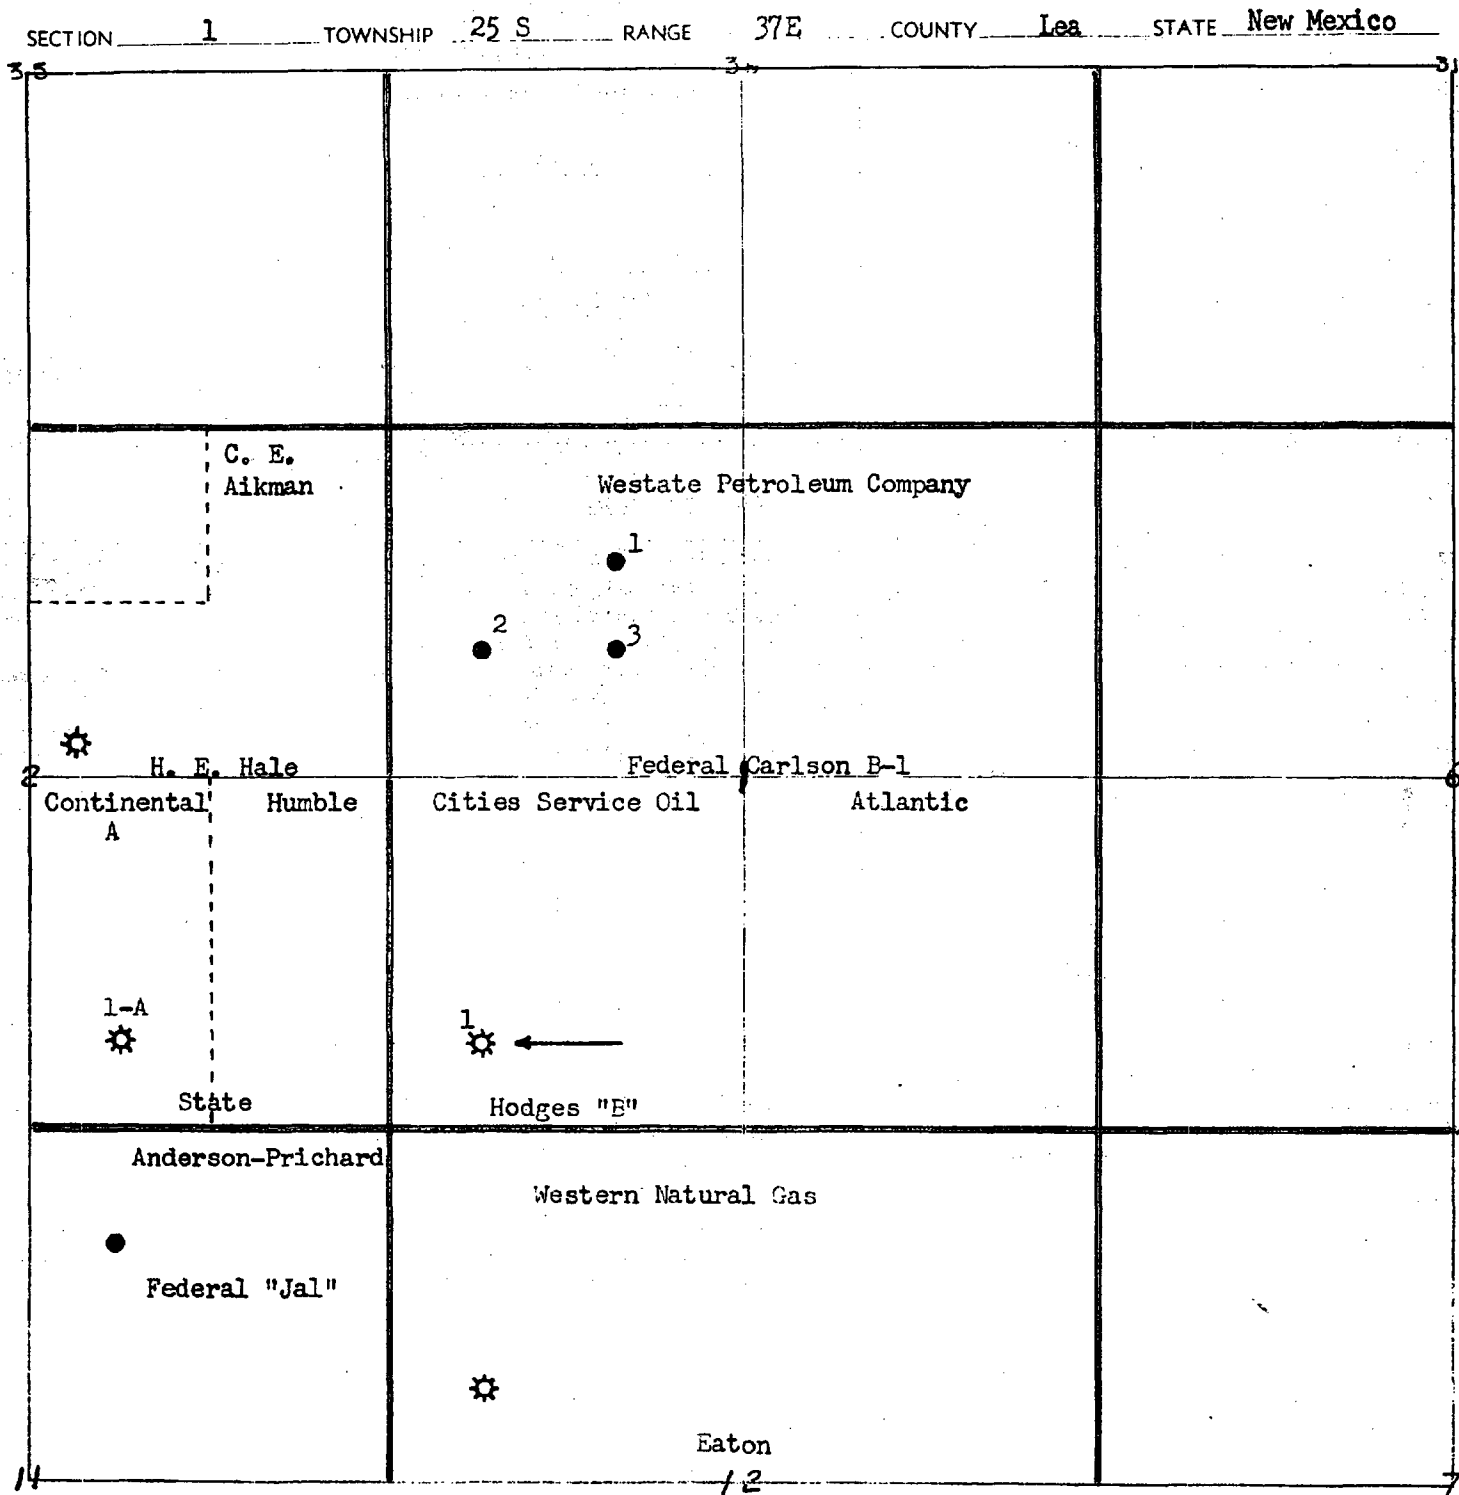 SECTION 1 TOWNSHIP 25 S RANGE 37E COUNTY Lea STATE New Mexico
35 31
C. E.
Aikman
Westate Petroleum Company
1
2 3
H. E. Hale Federal Carlson B-1
2 1 6
Continental Humble Cities Service Oil Atlantic
A
1-A 1
State Hodges "B"
Anderson-Prichard
Western Natural Gas
Federal "Jal"
Eaton
14 12 7